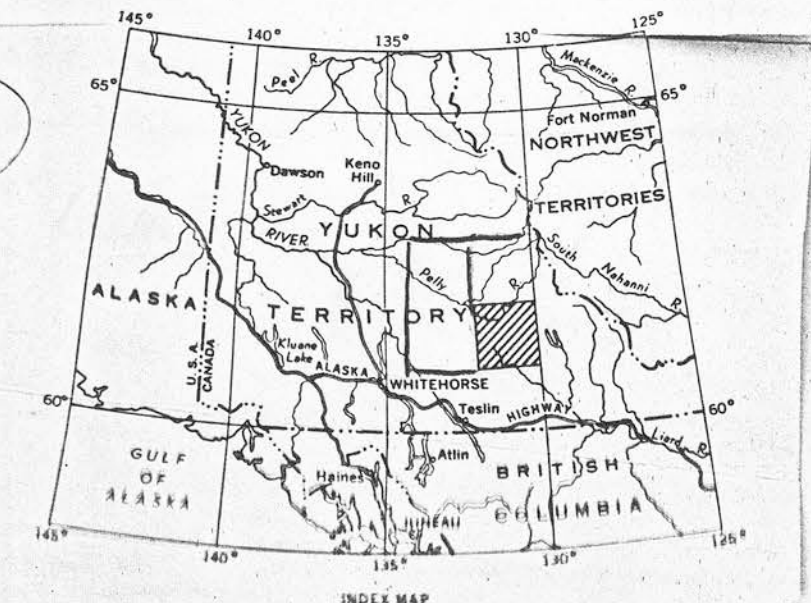 145°
140°
135°
130°
125°
65°
Peel R.
Mackenzie R.
65°
Fort Norman
NORTHWEST
TERRITORIES
YUKON
Dawson
Keno
Hill
Stewart R.
YUKON
RIVER
South Nahanni R.
Pelly R.
ALASKA
TERRITORY
U.S.A.
CANADA
Kluane
Lake
ALASKA
WHITEHORSE
Teslin
HIGHWAY
60°
60°
Liard R.
Atlin
GULF
OF
ALASKA
Haines
BRITISH
COLUMBIA
JUNEAU
145°
140°
135°
130°
125°
INDEX MAP